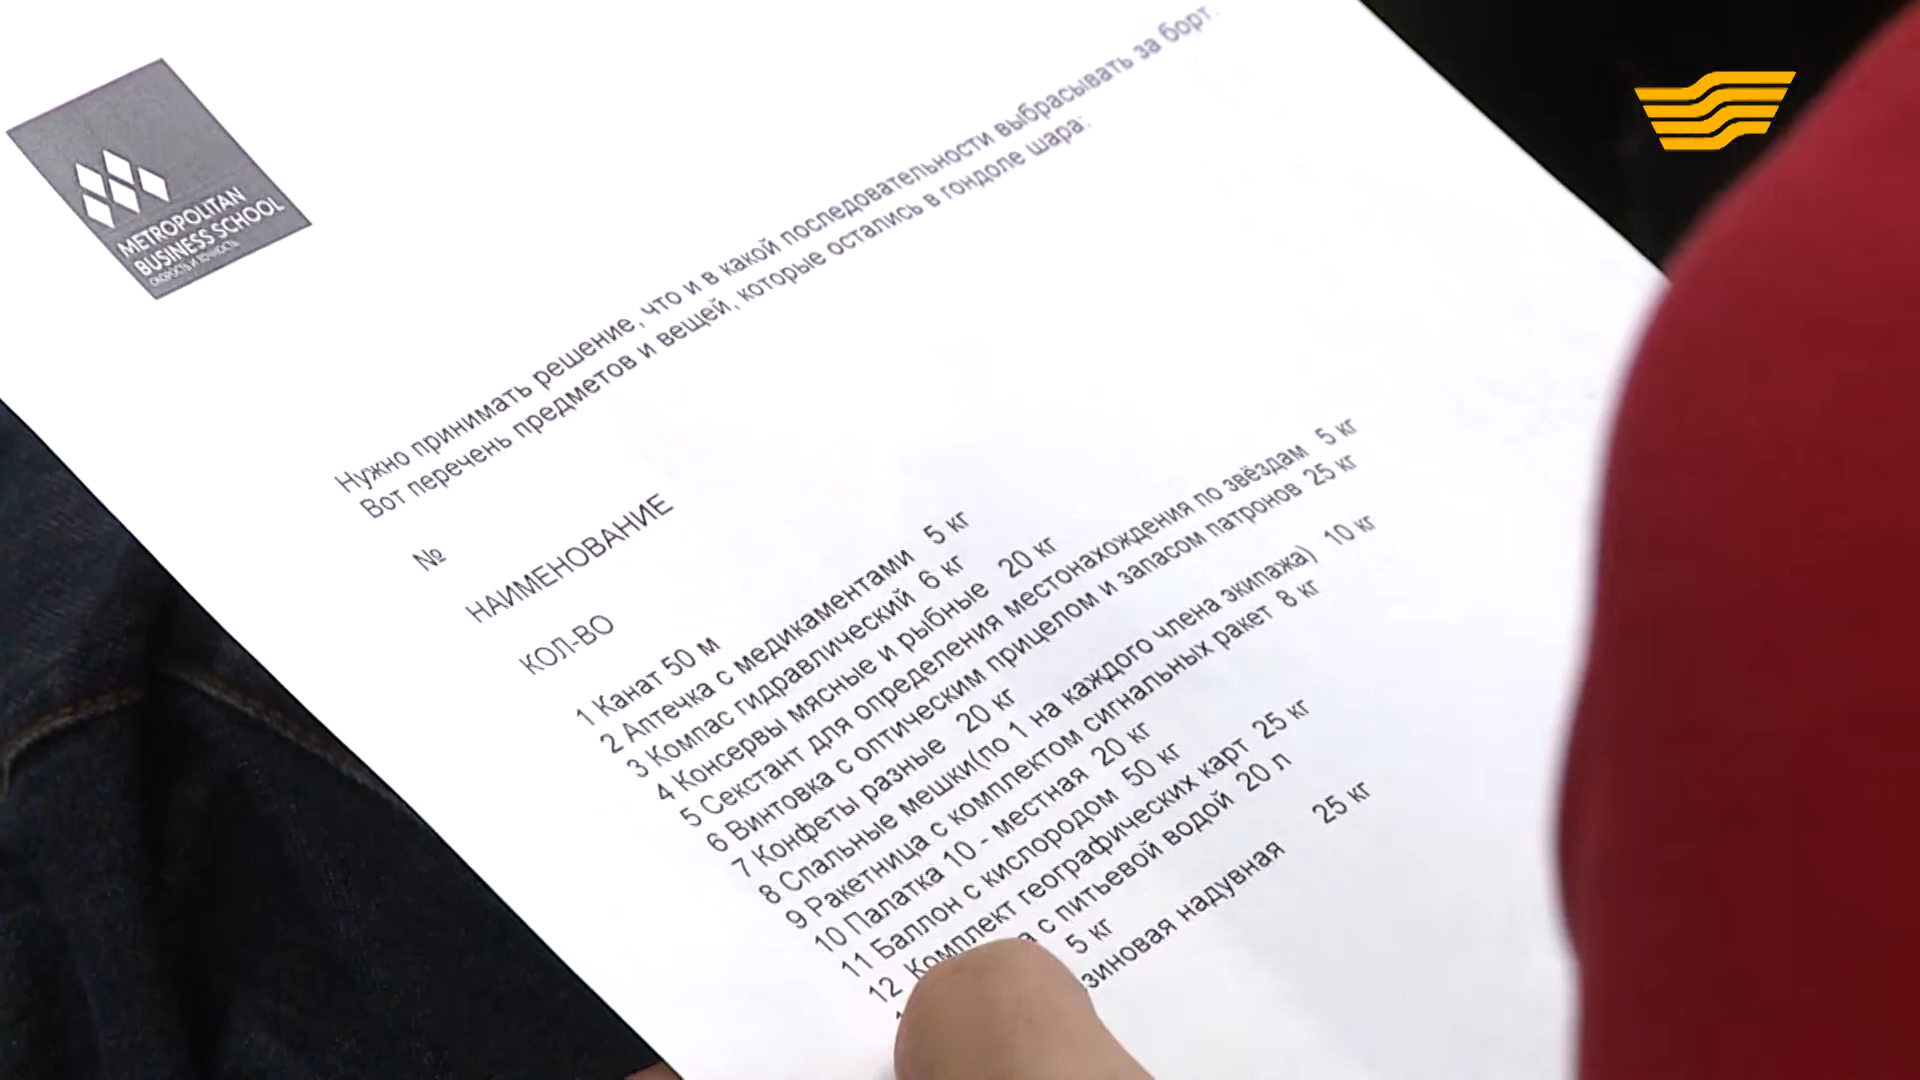 METROPOLITAN
BUSINESS SCHOOL
Нужно принимать решение, что и в какой последовательности выбрасывать за борт.
Вот перечень предметов и вещей, которые остались в гондоле шара:
№
НАИМЕНОВАНИЕ
КОЛ-ВО
1 Канат 50 м
2 Аптечка с медикаментами 5 кг
3 Компас гидравлический 6 кг
4 Консервы мясные и рыбные 20 кг
5 Секстант для определения местонахождения по звёздам 5 кг
6 Винтовка с оптическим прицелом и запасом патронов 25 кг
7 Конфеты разные 20 кг
8 Спальные мешки(по 1 на каждого члена экипажа) 10 кг
9 Ракетница с комплектом сигнальных ракет 8 кг
10 Палатка 10 - местная 20 кг
11 Баллон с кислородом 50 кг
12 Комплект географических карт 25 кг
с питьевой водой 20 л
5 кг
надувная 25 кг